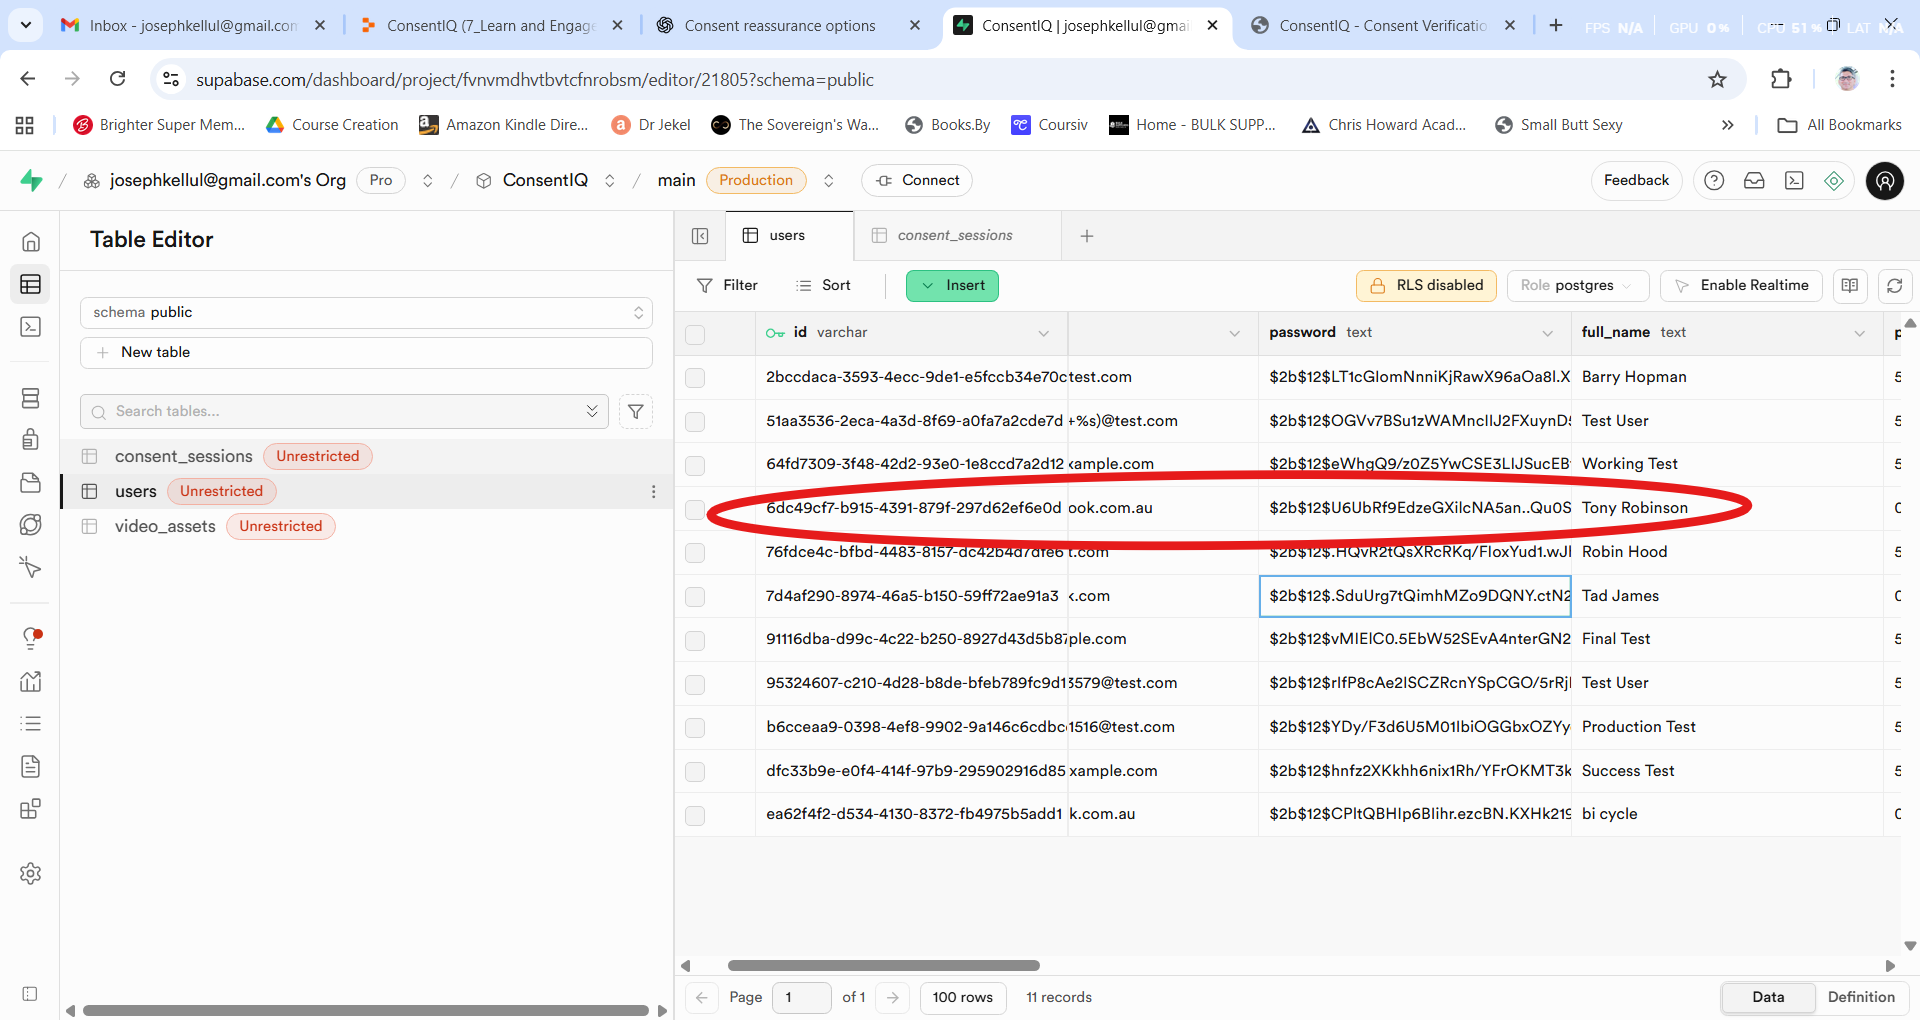 Inbox - josephkellul@gmail.com
ConsentIQ (7_Learn and Engage
Consent reassurance options
ConsentIQ | josephkellul@gmai
ConsentIQ - Consent Verificatio
FPS N/A GPU 0% CPU 51% LAT N/A
supabase.com/dashboard/project/fvnvmdhvtbvtcfnrobsm/editor/21805?schema=public
Brighter Super Mem...
Course Creation
Amazon Kindle Dire...
Dr Jekel
The Sovereign's Wa...
Books.By
Coursiv
Home - BULK SUPP...
Chris Howard Acad...
Small Butt Sexy
All Bookmarks
josephkellul@gmail.com's Org Pro / ConsentIQ / main Production Connect
Feedback
Table Editor
users
consent_sessions
schema public
New table
Search tables...
consent_sessions Unrestricted
users Unrestricted
video_assets Unrestricted
Filter Sort Insert RLS disabled Role postgres Enable Realtime
id varchar password text full_name text
2bccdaca-3593-4ecc-9de1-e5fccb34e70c test.com $2b$12$LT1cGlomNnniKjRawX96aOa8l.X Barry Hopman 5
51aa3536-2eca-4a3d-8f69-a0fa7a2cde7d +%s)@test.com $2b$12$OGVv7BSu1zWAMnclIJ2FXuynD5 Test User 5
64fd7309-3f48-42d2-93e0-1e8ccd7a2d12 xample.com $2b$12$eWhgQ9/z0Z5YwCSE3LlJSucEB Working Test 5
6dc49cf7-b915-4391-879f-297d62ef6e0d ook.com.au $2b$12$U6UbRf9EdzeGXilcNA5an..Qu0S Tony Robinson 0
76fdce4c-bfbd-4483-8157-dc42b4d7dfe6 t.com $2b$12$.HQvR2tQsXRcRKq/FloxYud1.wJl Robin Hood 5
7d4af290-8974-46a5-b150-59ff72ae91a3 k.com $2b$12$.SduUrg7tQimhMZo9DQNY.ctN2 Tad James 0
91116dba-d99c-4c22-b250-8927d43d5b87 ple.com $2b$12$vMIElC0.5EbW52SEvA4nterGN2 Final Test 5
95324607-c210-4d28-b8de-bfeb789fc9d1 3579@test.com $2b$12$rlfP8cAe2lSCZRcnYSpCGO/5rRjl Test User 5
b6cceaa9-0398-4ef8-9902-9a146c6cdbc 1516@test.com $2b$12$YDy/F3d6U5M01lbiOGGbxOZYy Production Test 5
dfc33b9e-e0f4-414f-97b9-295902916d85 xample.com $2b$12$hnfz2XKkhh6nix1Rh/YFrOKMT3k Success Test 5
ea62f4f2-d534-4130-8372-fb4975b5add1 k.com.au $2b$12$CPltQBHIp6Blihr.ezcBN.KXHk219 bi cycle 0
Page 1 of 1 100 rows 11 records
Data Definition